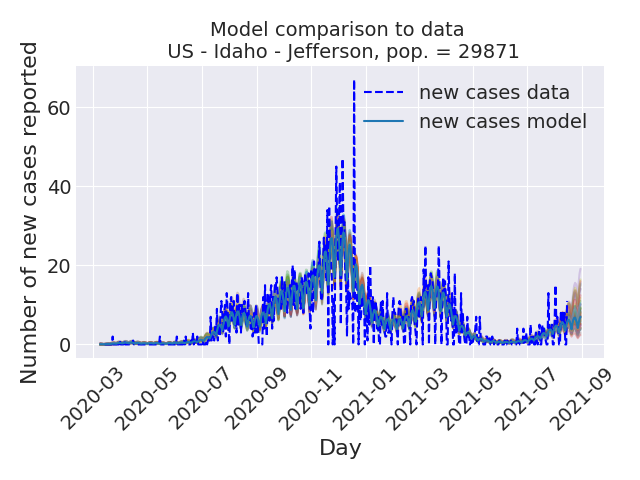 Model comparison to data
US - Idaho - Jefferson, pop. = 29871
Number of new cases reported
60
40
20
0
new cases data
new cases model
2020-03
2020-05
2020-07
2020-09
2020-11
2021-01
2021-03
2021-05
2021-07
2021-09
Day